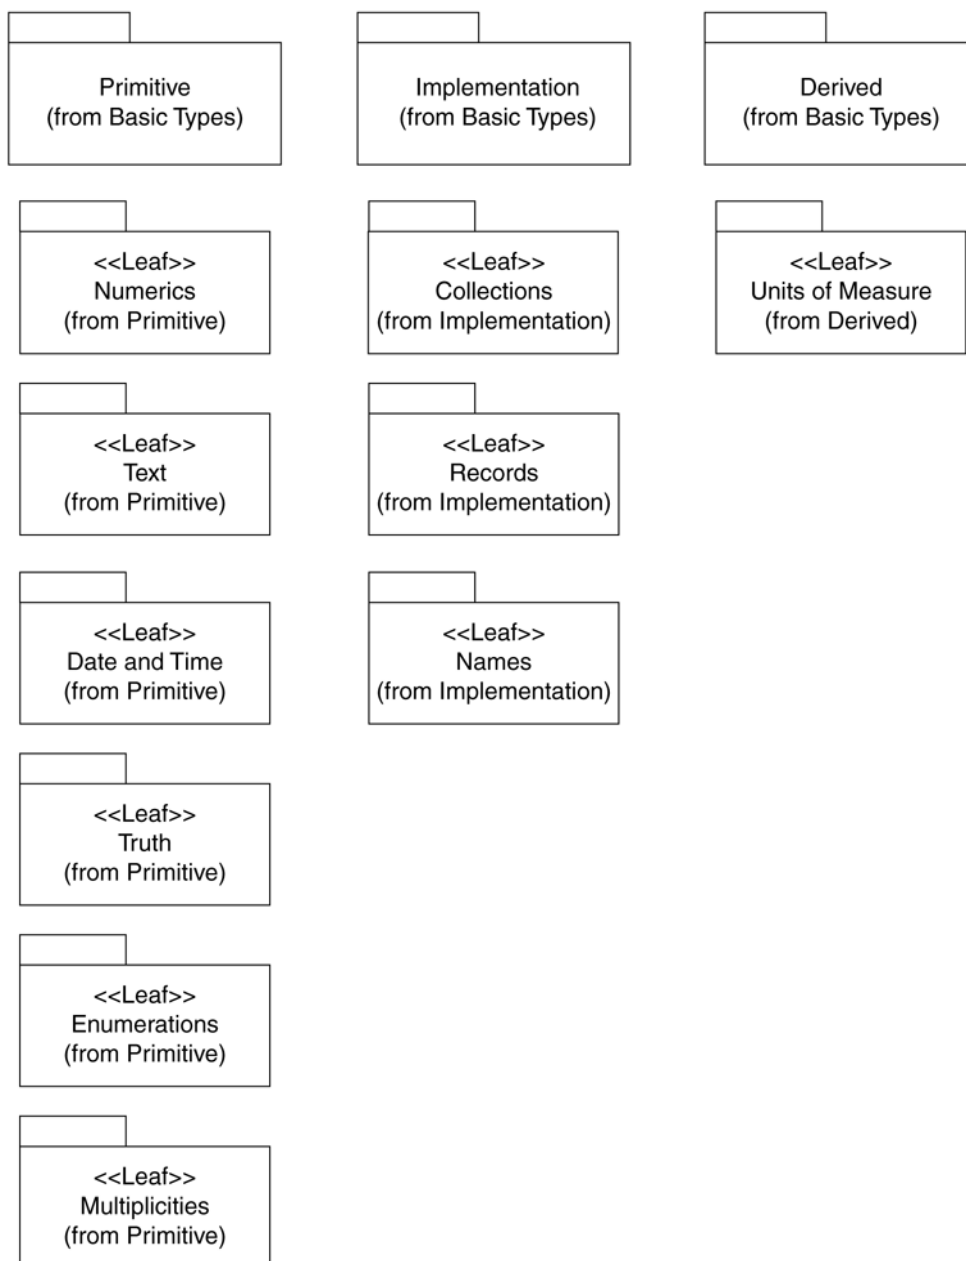 Primitive
(from Basic Types)
Implementation
(from Basic Types)
Derived
(from Basic Types)
<<Leaf>>
Numerics
(from Primitive)
<<Leaf>>
Collections
(from Implementation)
<<Leaf>>
Units of Measure
(from Derived)
<<Leaf>>
Text
(from Primitive)
<<Leaf>>
Records
(from Implementation)
<<Leaf>>
Date and Time
(from Primitive)
<<Leaf>>
Names
(from Implementation)
<<Leaf>>
Truth
(from Primitive)
<<Leaf>>
Enumerations
(from Primitive)
<<Leaf>>
Multiplicities
(from Primitive)